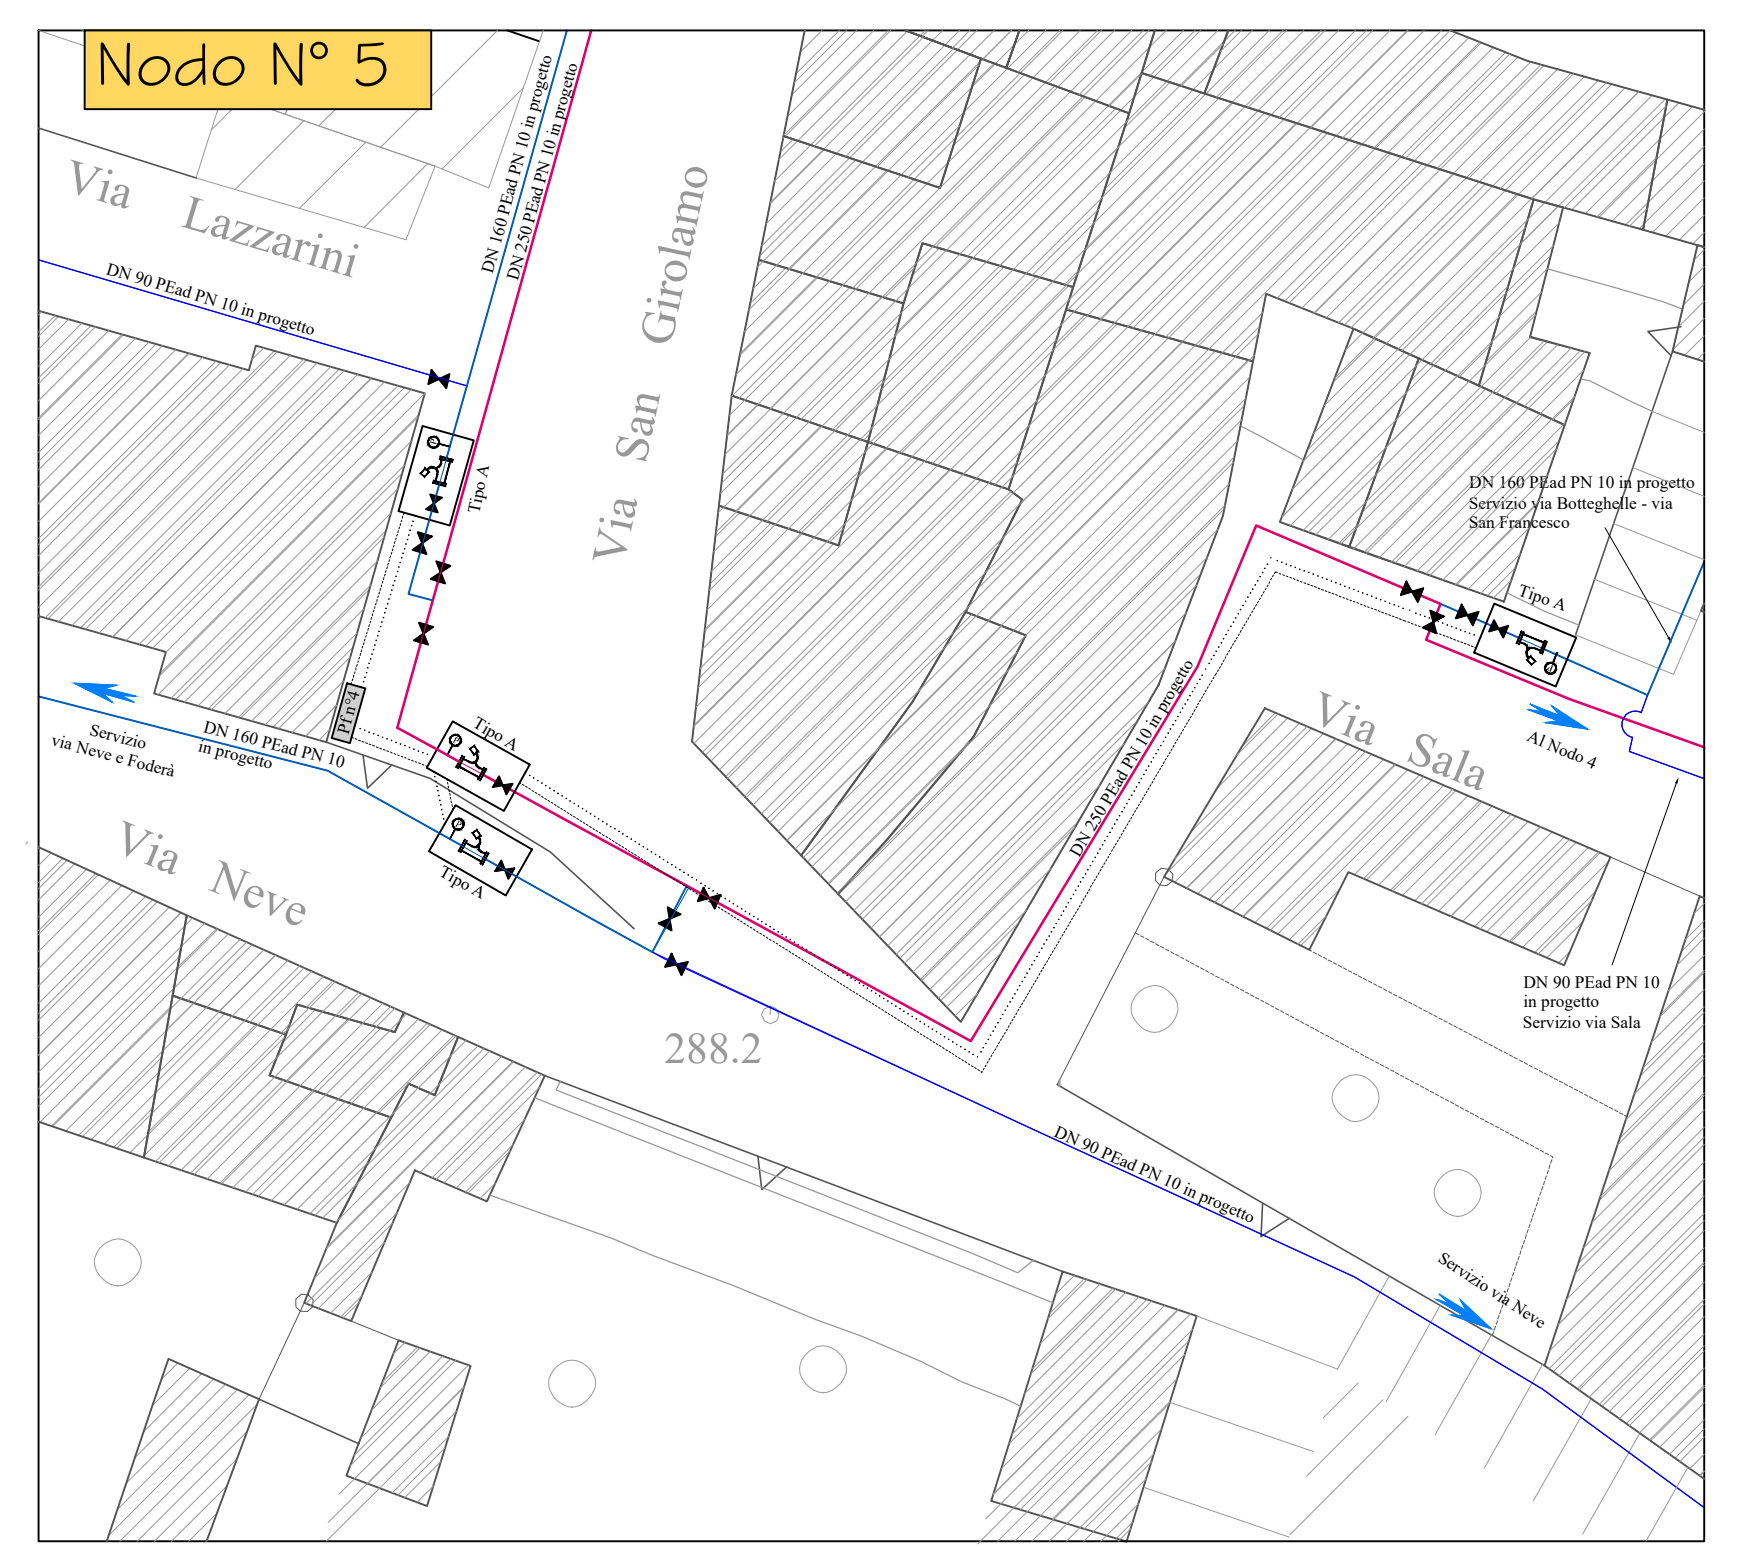 Nodo N° 5
DN 160 PEad PN 10 in progetto
DN 250 PEad PN 10 in progetto
Via Lazzarini
DN 90 PEad PN 10 in progetto
Via San Girolamo
Tipo A
DN 160 PEad PN 10 in progetto
Servizio via Botteghelle - via
San Francesco
Tipo A
Pf n°4
Servizio
via Neve e Foderà
DN 160 PEad PN 10
in progetto
Tipo A
Tipo A
DN 250 PEad PN 10 in progetto
Via Sala
Al Nodo 4
Via Neve
DN 90 PEad PN 10
in progetto
Servizio via Sala
288.2
DN 90 PEad PN 10 in progetto
Servizio via Neve